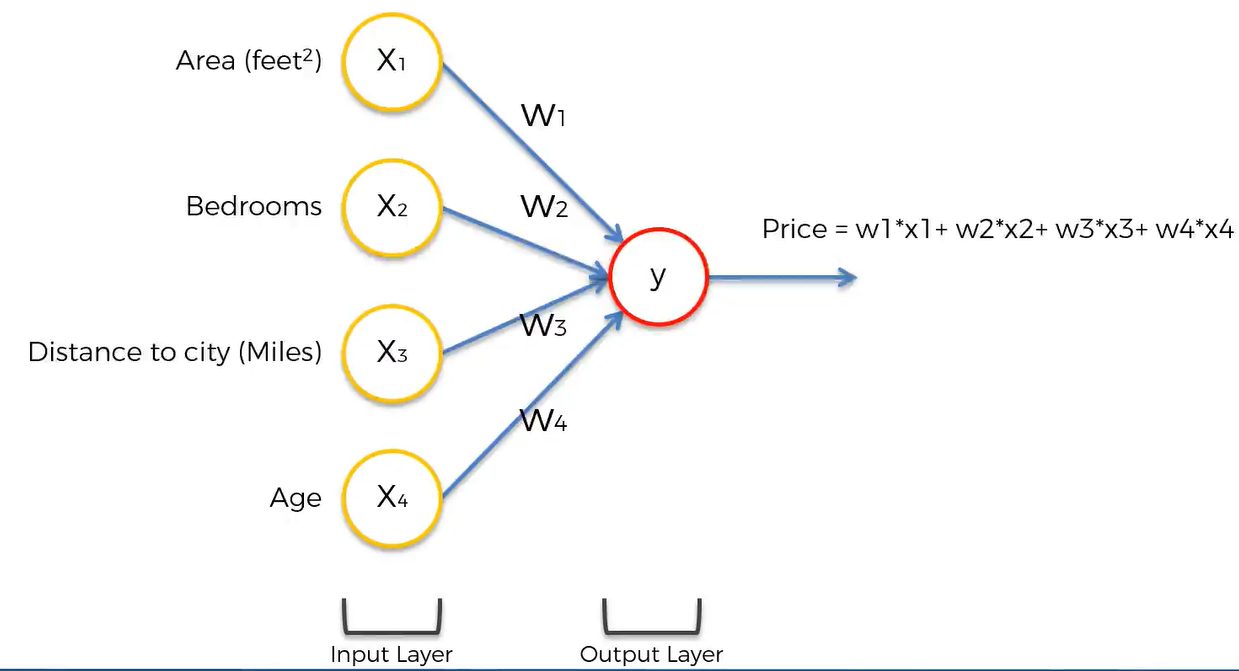 Area (feet²)
X₁
W₁
Bedrooms
X₂
W₂
Price = w1*x1+ w2*x2+ w3*x3+ w4*x4
y
Distance to city (Miles)
X₃
W₃
W₄
Age
X₄
Input Layer
Output Layer